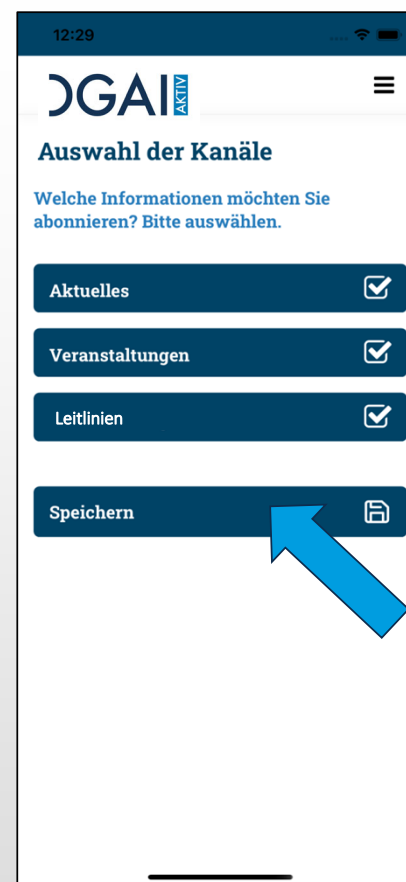 12:29
DGAI AKTIV
Auswahl der Kanäle
Welche Informationen möchten Sie
abonnieren? Bitte auswählen.
Aktuelles
Veranstaltungen
Leitlinien
Speichern